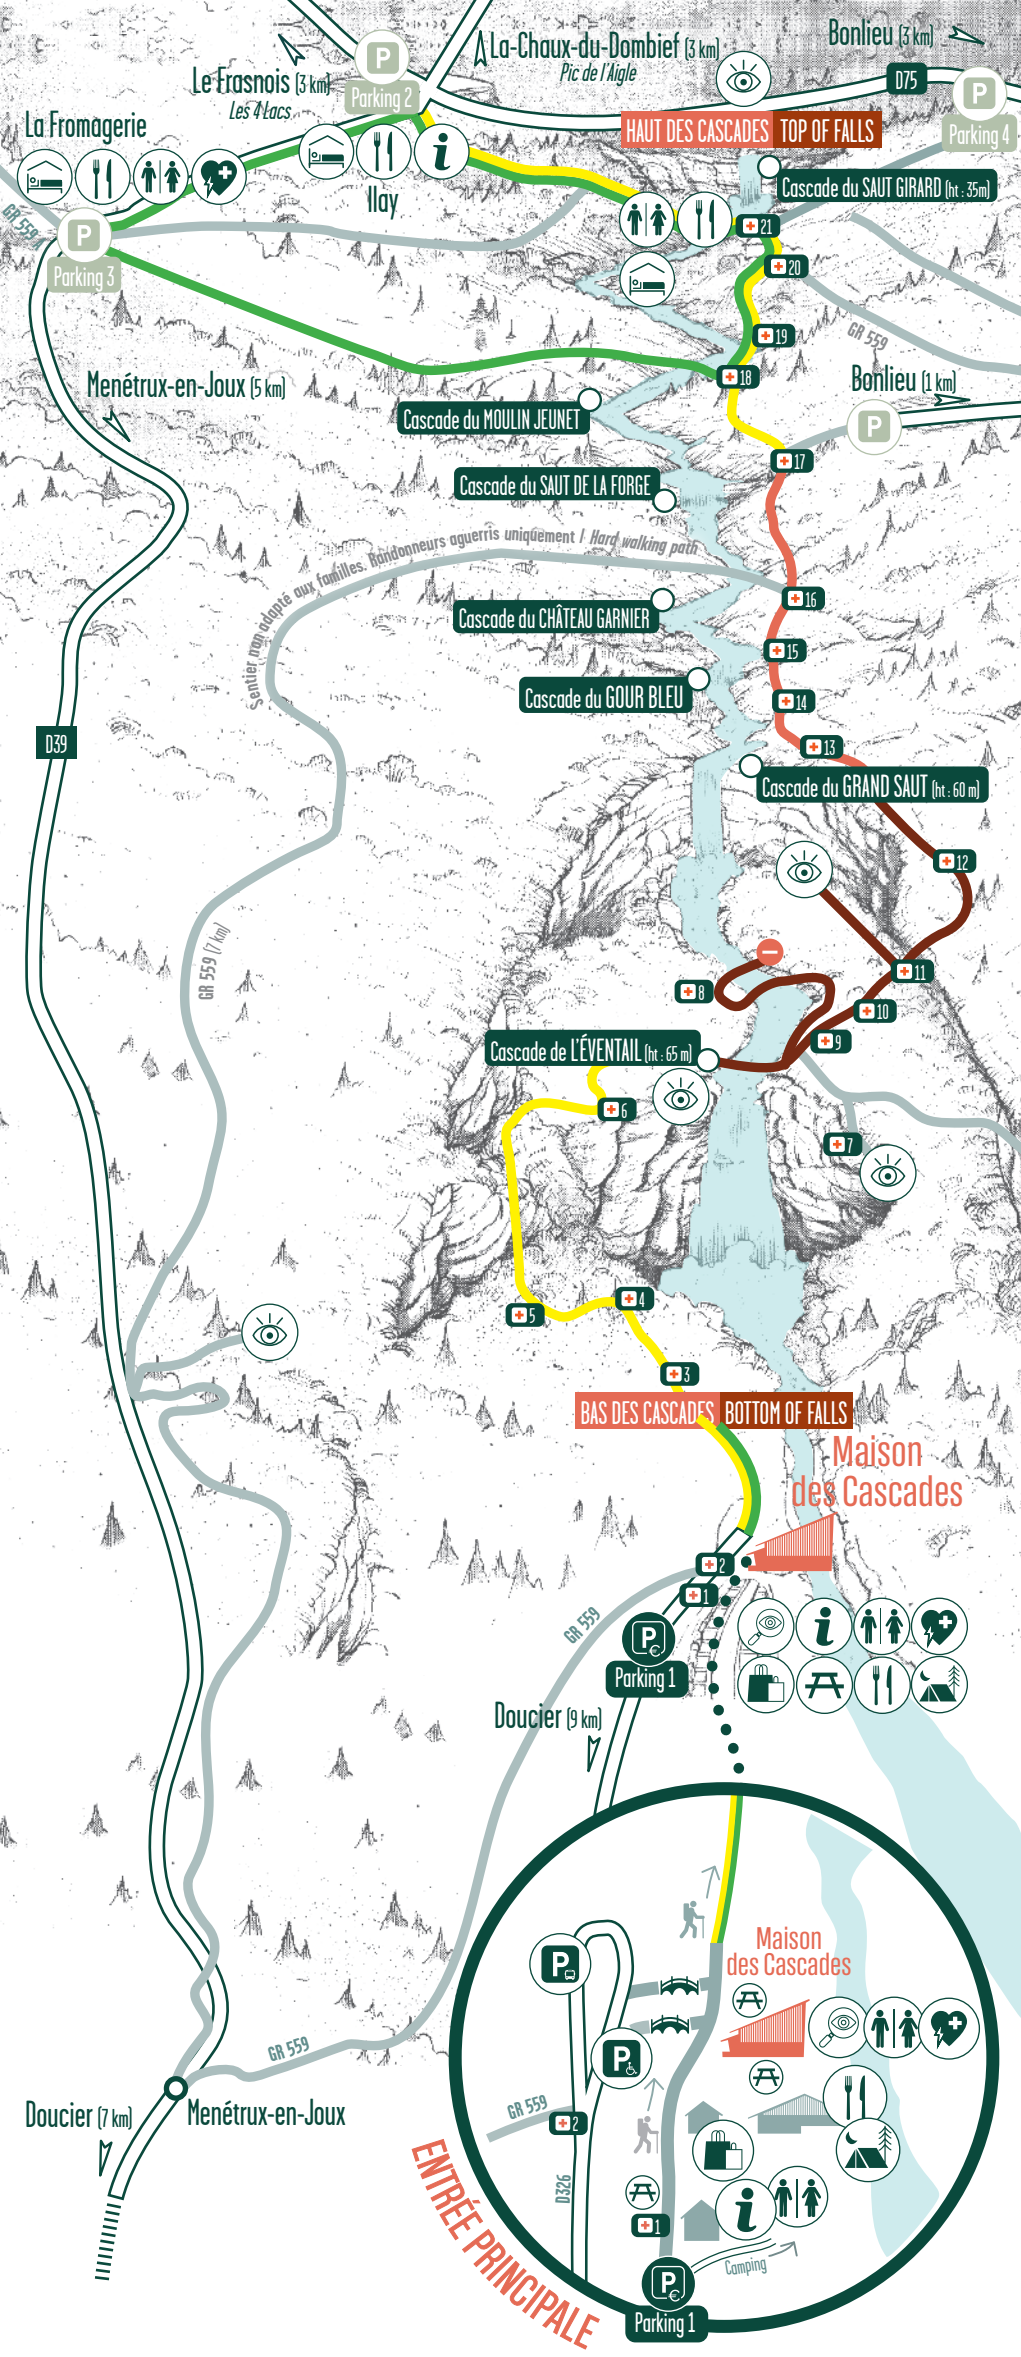 Bonlieu (3 km)
La-Chaux-du-Dombief (3 km)
Pic de l'Aigle
P
Le Frasnois (3 km)
Les 4 Lacs
Parking 2
D75
P
Parking 4
La Fromagerie
HAUT DES CASCADES TOP OF FALLS
i
Ilay
Cascade du SAUT GIRARD (ht : 35m)
GR 559
P
Parking 3
21
20
19
GR 559
18
Bonlieu (1 km)
P
Menétrux-en-Joux (5 km)
Cascade du MOULIN JEUNET
17
Cascade du SAUT DE LA FORGE
Sentier non adapté aux familles. Randonneurs aguerris uniquement / Hard walking path
16
Cascade du CHÂTEAU GARNIER
15
Cascade du GOUR BLEU
14
D39
13
Cascade du GRAND SAUT (ht : 60 m)
12
GR 559 (7 km)
11
8
10
9
Cascade de L'ÉVENTAIL (ht : 65 m)
6
7
4
5
3
BAS DES CASCADES BOTTOM OF FALLS
Maison
des Cascades
2
1
GR 559
P €
Parking 1
i
Doucier (9 km)
Maison
des Cascades
P
P
GR 559
GR 559
2
Menétrux-en-Joux
Doucier (7 km)
D326
1
i
Camping
P €
Parking 1
ENTRÉE PRINCIPALE